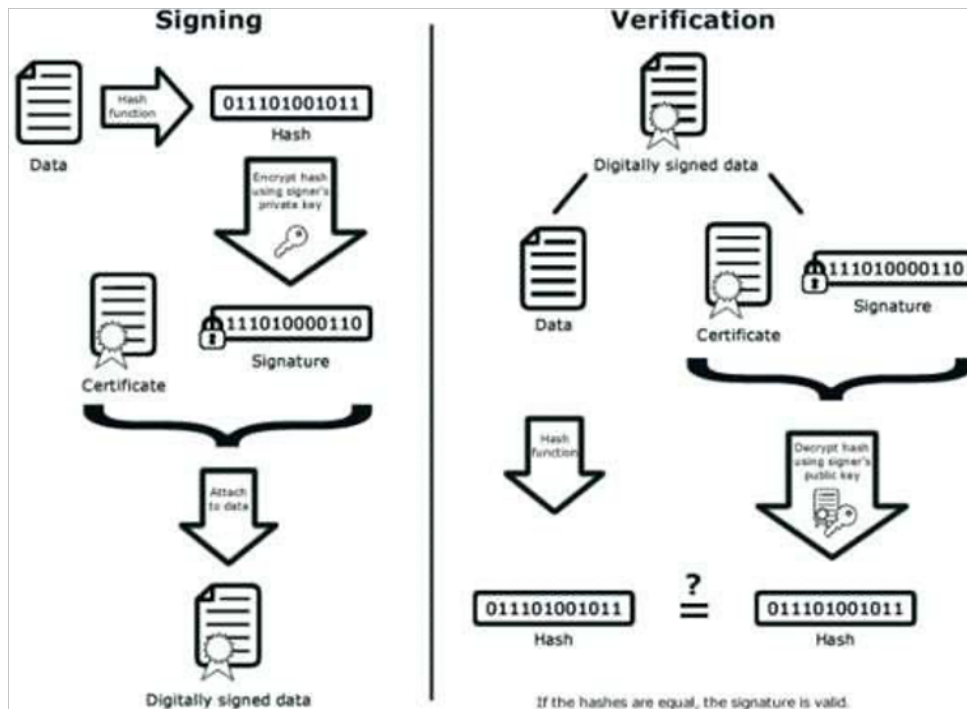 Signing
Data
Hash
function
011101001011
Hash
Encrypt hash
using signer's
private key
111010000110
Signature
Certificate
Attach
to data
Digitally signed data
Verification
Digitally signed data
Data
Certificate
111010000110
Signature
Hash
function
Decrypt hash
using signer's
public key
011101001011
Hash
?
=
011101001011
Hash
If the hashes are equal, the signature is valid.